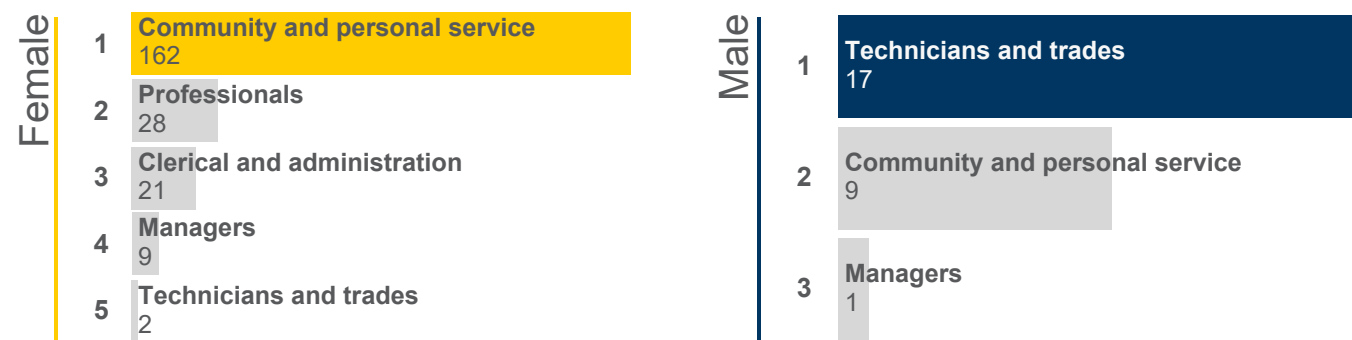 Female
1
Community and personal service
162
2
Professionals
28
3
Clerical and administration
21
4
Managers
9
5
Technicians and trades
2
Male
1
Technicians and trades
17
2
Community and personal service
9
3
Managers
1